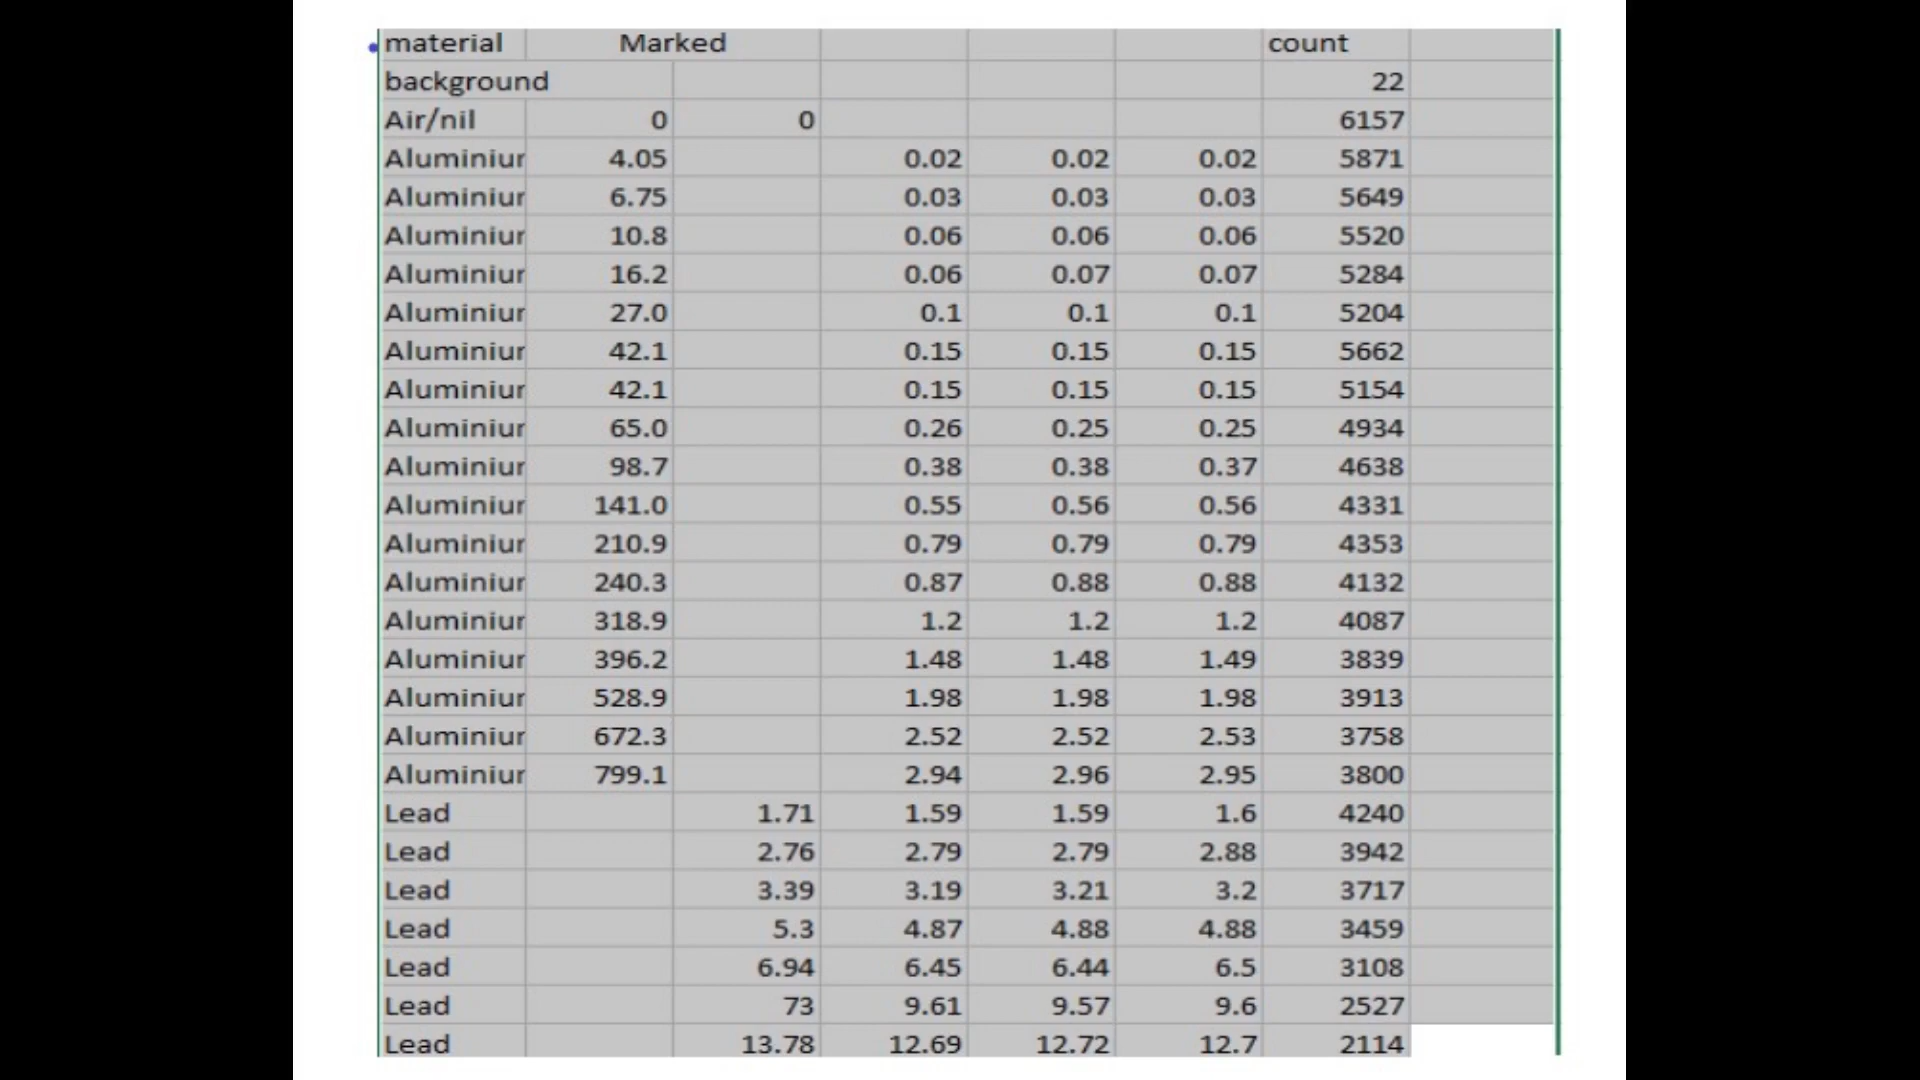 material Marked count
background 22
Air/nil 0 0 6157
Aluminiur 4.05 0.02 0.02 0.02 5871
Aluminiur 6.75 0.03 0.03 0.03 5649
Aluminiur 10.8 0.06 0.06 0.06 5520
Aluminiur 16.2 0.06 0.07 0.07 5284
Aluminiur 27.0 0.1 0.1 0.1 5204
Aluminiur 42.1 0.15 0.15 0.15 5662
Aluminiur 42.1 0.15 0.15 0.15 5154
Aluminiur 65.0 0.26 0.25 0.25 4934
Aluminiur 98.7 0.38 0.38 0.37 4638
Aluminiur 141.0 0.55 0.56 0.56 4331
Aluminiur 210.9 0.79 0.79 0.79 4353
Aluminiur 240.3 0.87 0.88 0.88 4132
Aluminiur 318.9 1.2 1.2 1.2 4087
Aluminiur 396.2 1.48 1.48 1.49 3839
Aluminiur 528.9 1.98 1.98 1.98 3913
Aluminiur 672.3 2.52 2.52 2.53 3758
Aluminiur 799.1 2.94 2.96 2.95 3800
Lead 1.71 1.59 1.59 1.6 4240
Lead 2.76 2.79 2.79 2.88 3942
Lead 3.39 3.19 3.21 3.2 3717
Lead 5.3 4.87 4.88 4.88 3459
Lead 6.94 6.45 6.44 6.5 3108
Lead 73 9.61 9.57 9.6 2527
Lead 13.78 12.69 12.72 12.7 2114